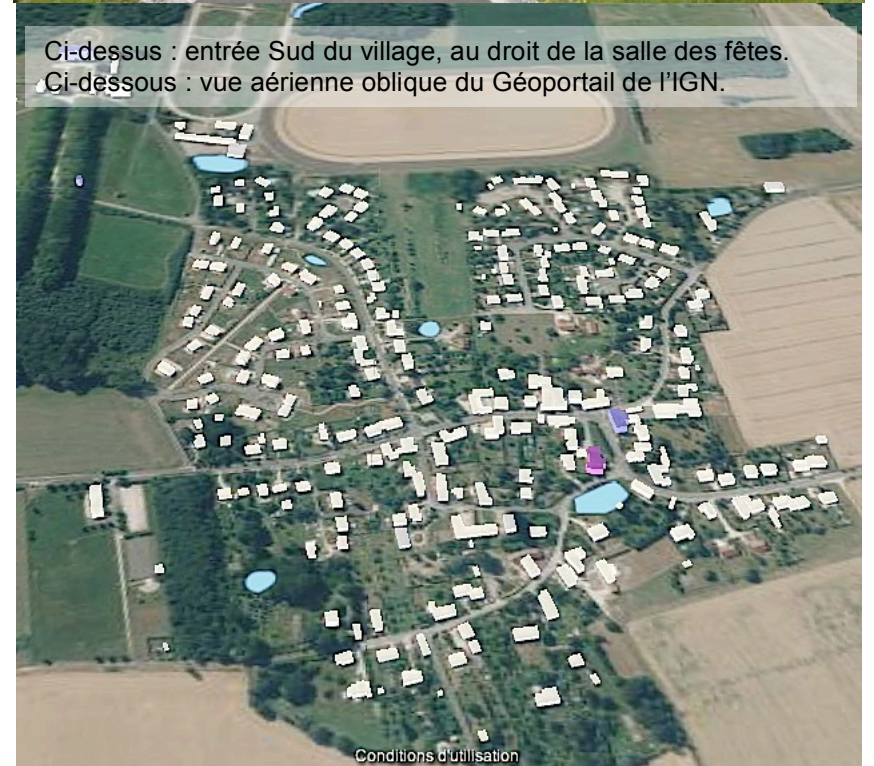 Ci-dessus : entrée Sud du village, au droit de la salle des fêtes.
Ci-dessous : vue aérienne oblique du Géoportail de l’IGN.
Conditions d'utilisation